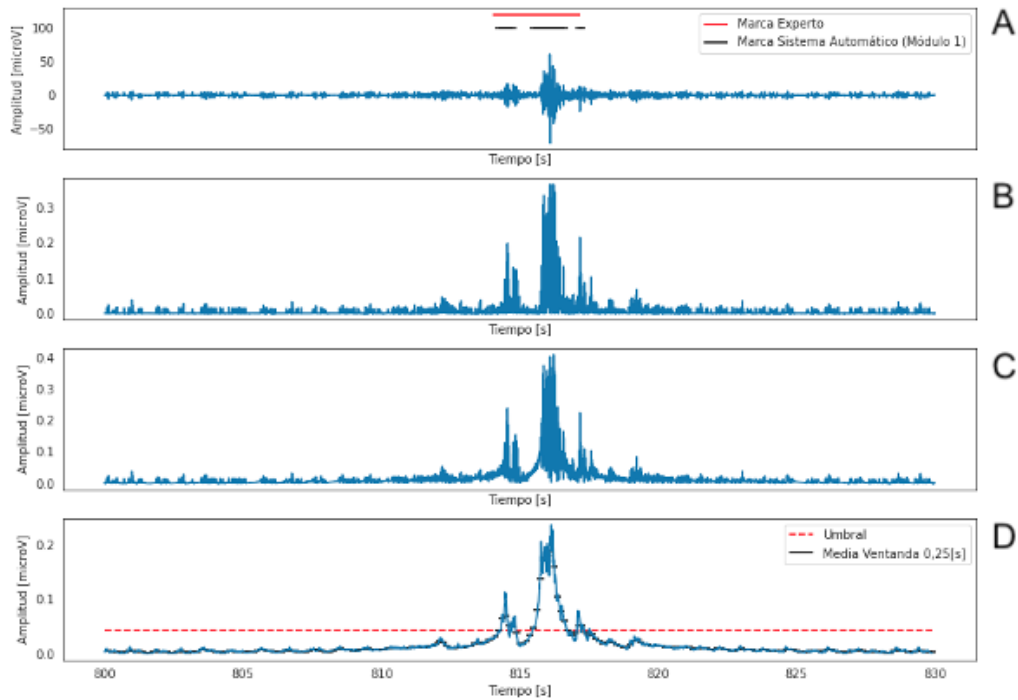 A
Marca Experto
Marca Sistema Automático (Módulo 1)
Amplitud [microV]
100
50
0
−50
Tiempo [s]
B
Amplitud [microV]
0.3
0.2
0.1
0.0
Tiempo [s]
C
Amplitud [microV]
0.4
0.3
0.2
0.1
0.0
Tiempo [s]
D
Umbral
Media Ventanda 0,25[s]
Amplitud [microV]
0.2
0.1
0.0
800 805 810 815 820 825 830
Tiempo [s]